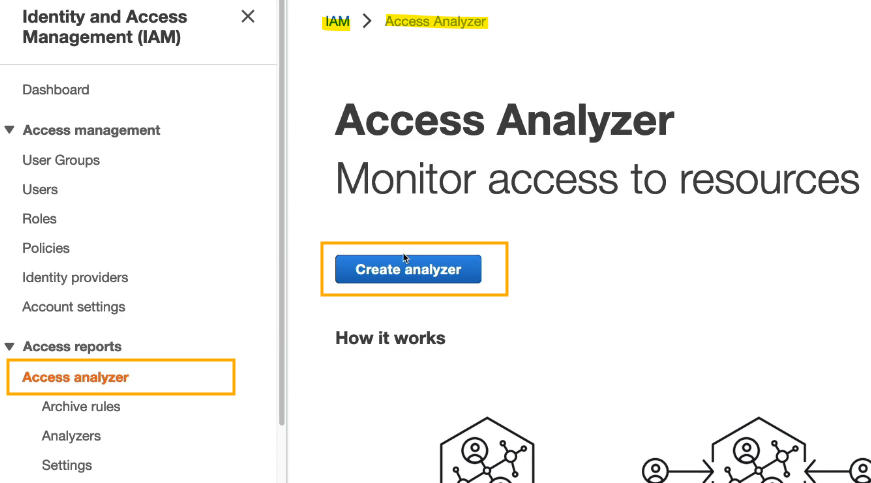 Identity and Access
Management (IAM)
Dashboard
Access management
User Groups
Users
Roles
Policies
Identity providers
Account settings
Access reports
Access analyzer
Archive rules
Analyzers
Settings
IAM > Access Analyzer
Access Analyzer
Monitor access to resources
Create analyzer
How it works